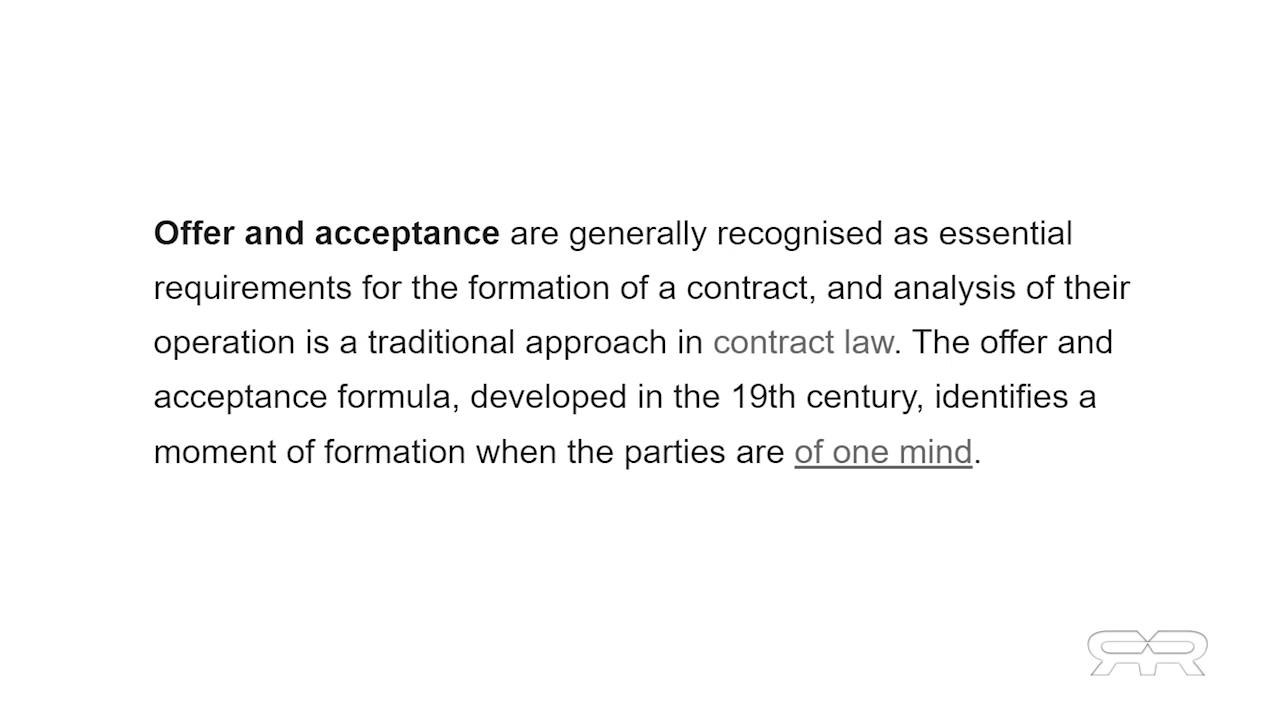 Offer and acceptance are generally recognised as essential
requirements for the formation of a contract, and analysis of their
operation is a traditional approach in contract law. The offer and
acceptance formula, developed in the 19th century, identifies a
moment of formation when the parties are of one mind.
RR